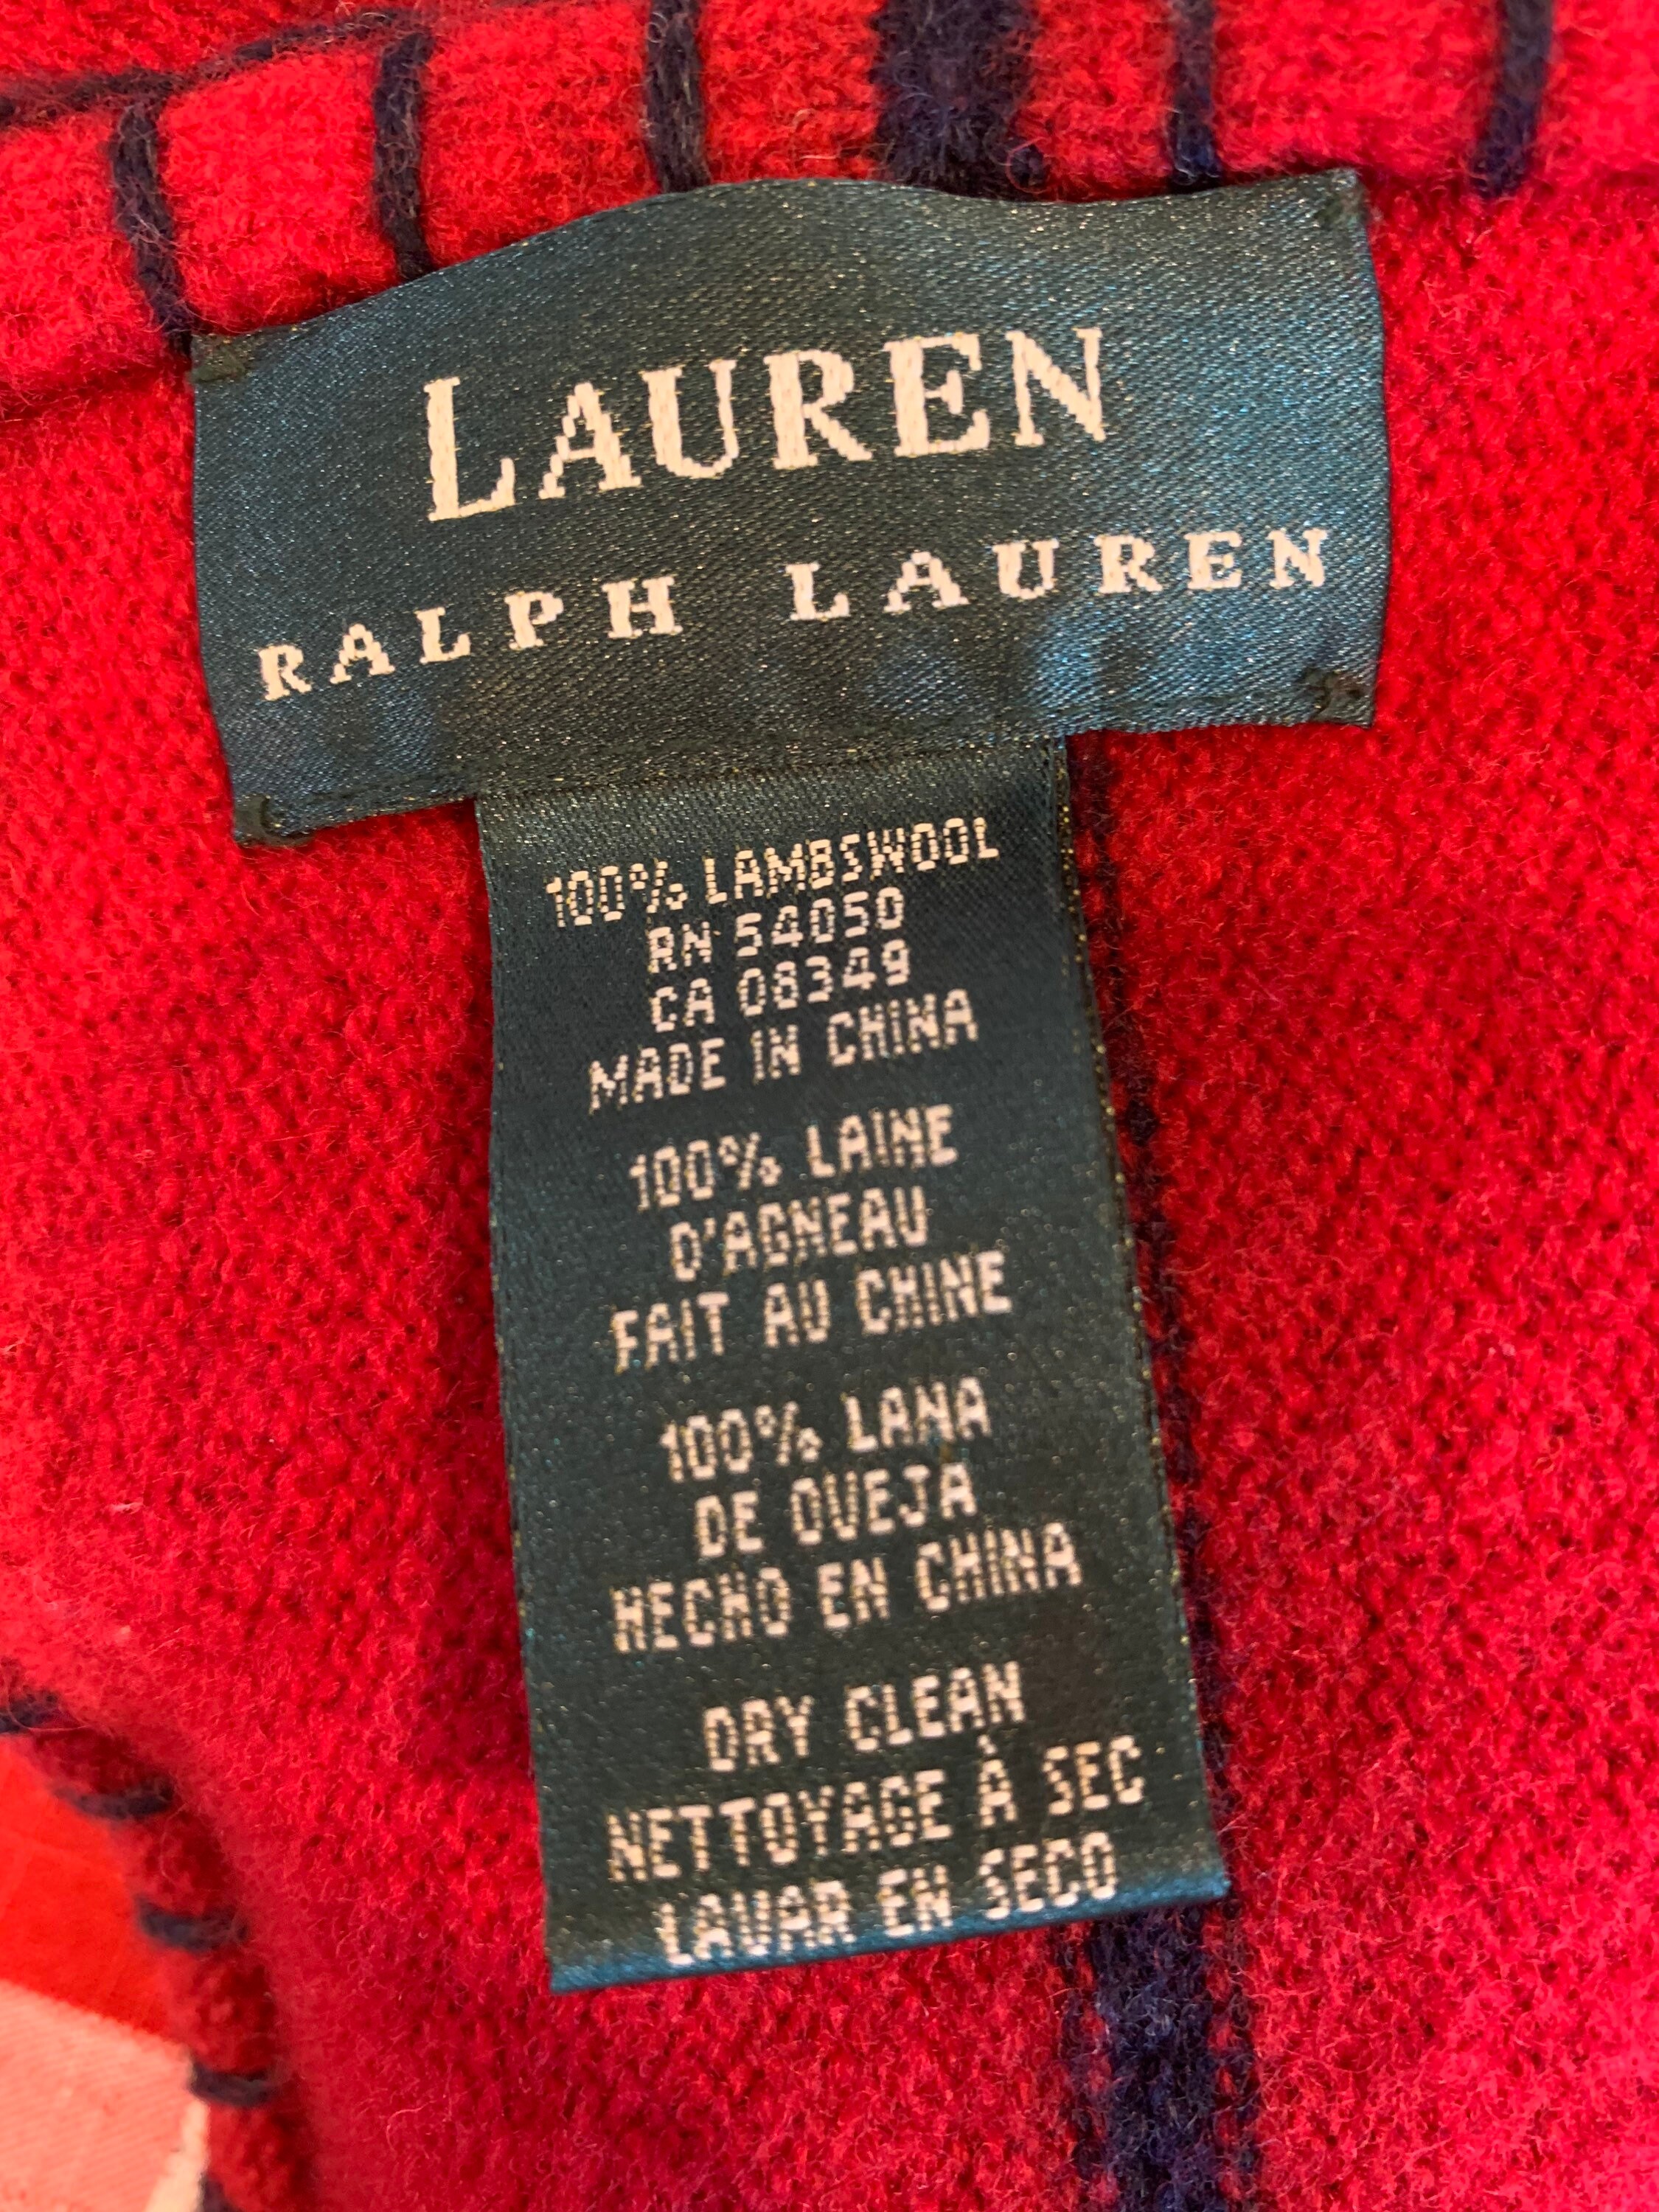 LAUREN
RALPH LAUREN
100% LAMBSWOOL
RN 54050
CA 08349
MADE IN CHINA
100% LAINE
D'AGNEAU
FAIT AU CHINE
100% LANA
DE OVEJA
HECHO EN CHINA
DRY CLEAN
NETTOYAGE À SEC
LAVAR EN SECO